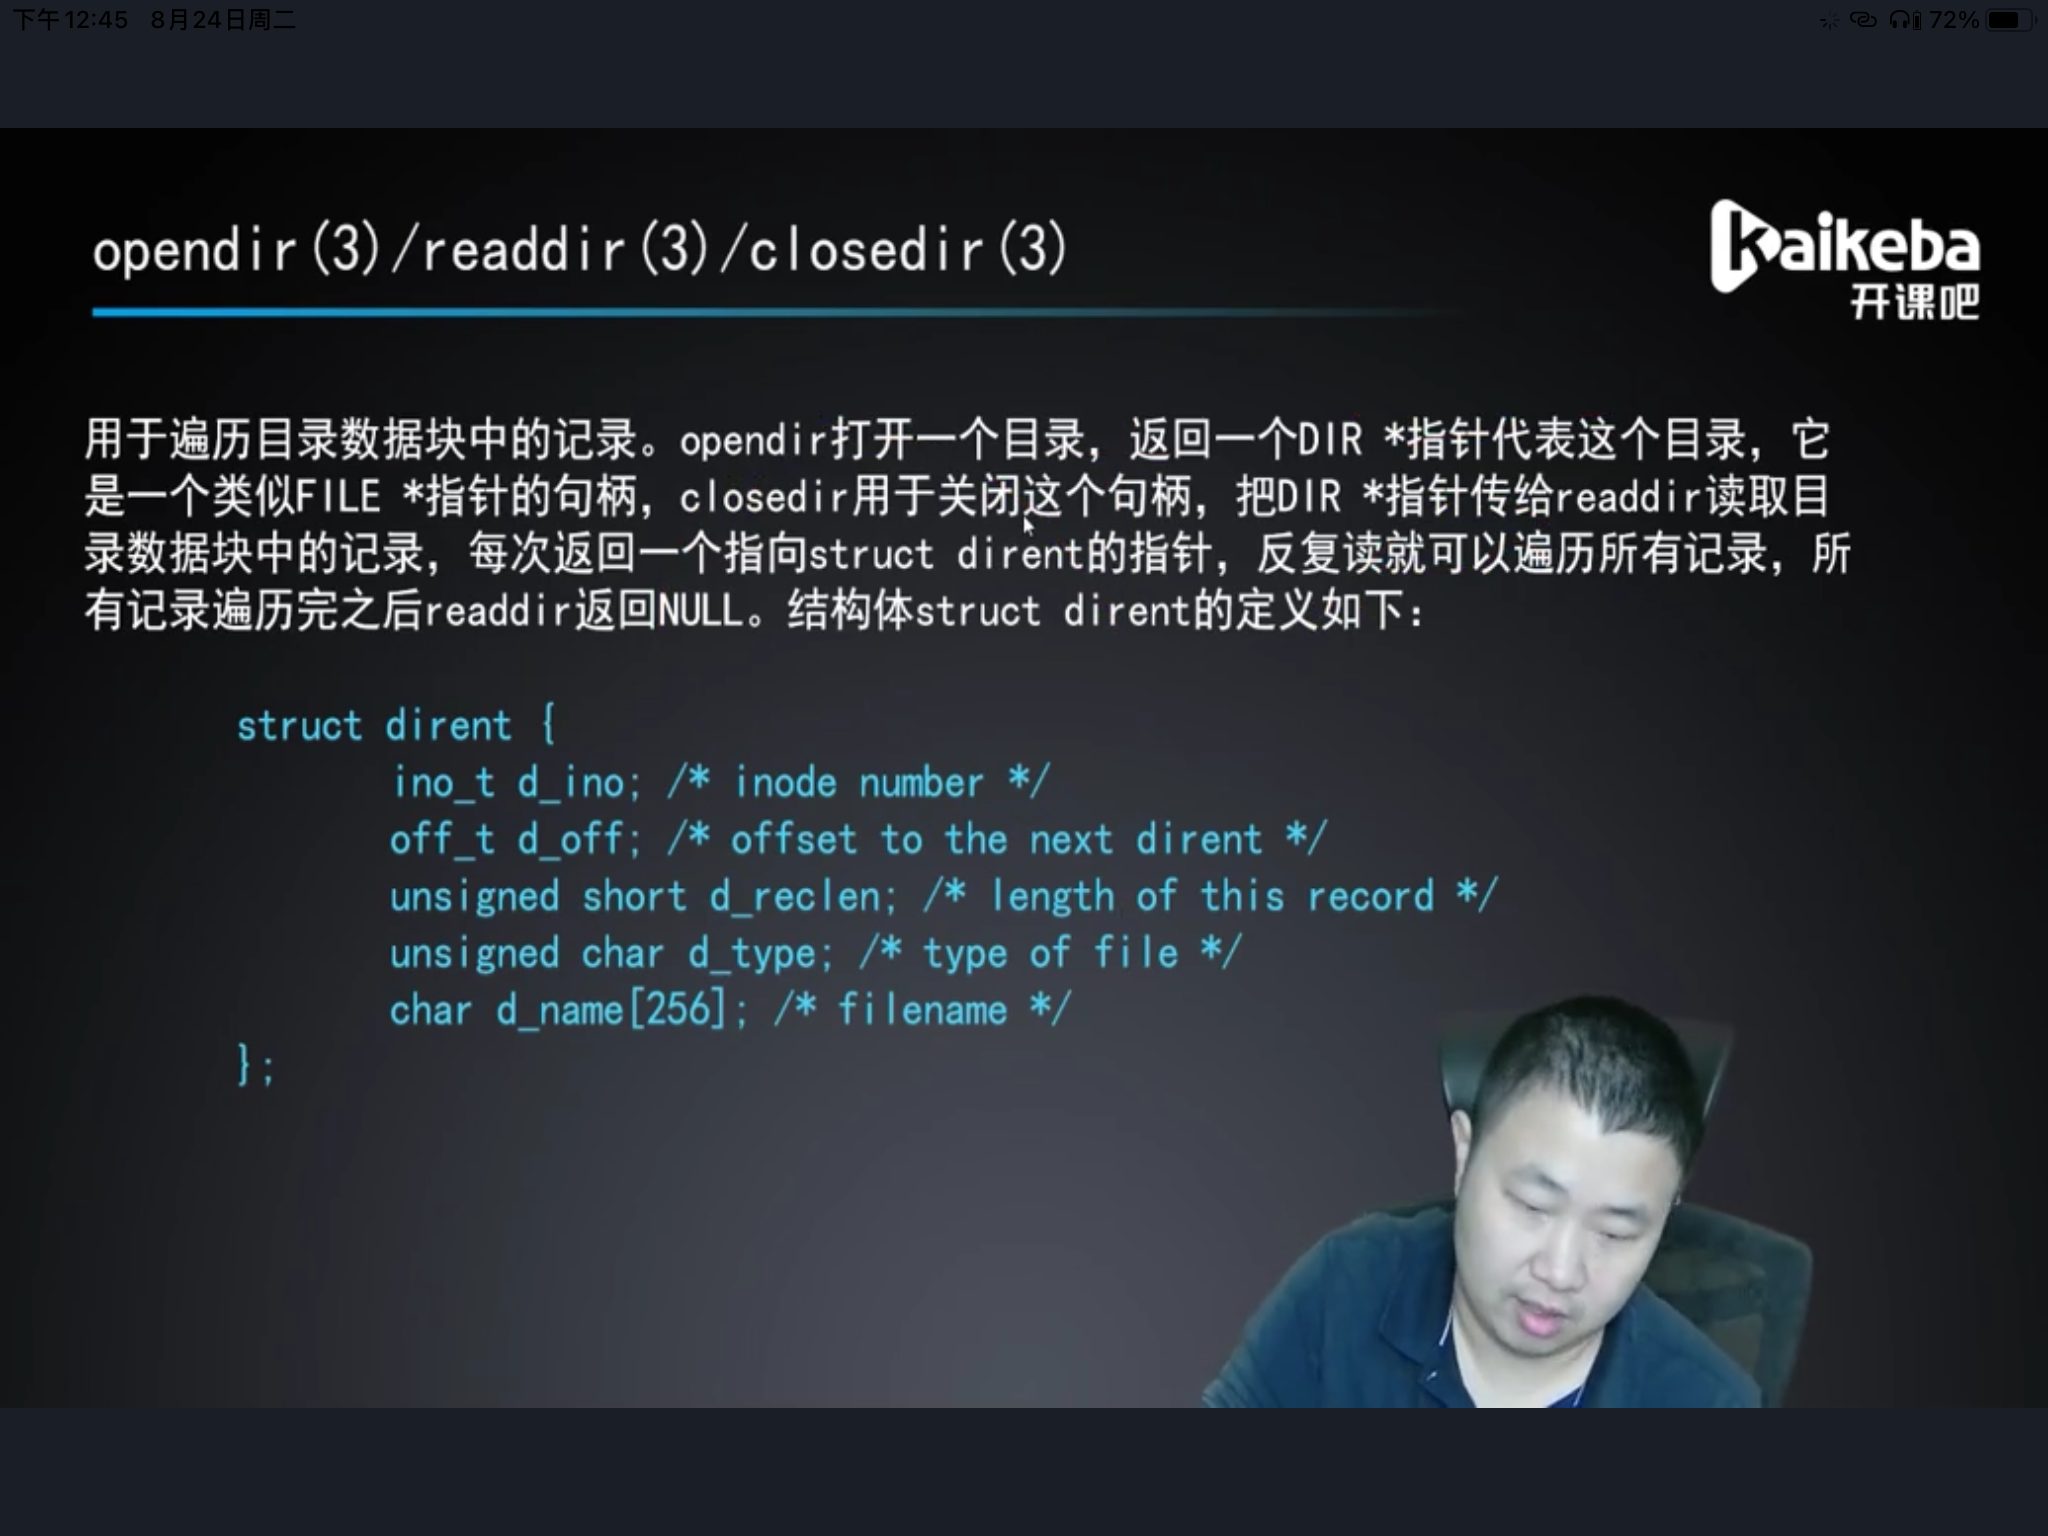 下午12:45 8月24日周二
72%
opendir(3)/readdir(3)/closedir(3)
kaikeba
开课吧
用于遍历目录数据块中的记录。opendir打开一个目录，返回一个DIR *指针代表这个目录，它
是一个类似FILE *指针的句柄，closedir用于关闭这个句柄，把DIR *指针传给readdir读取目
录数据块中的记录，每次返回一个指向struct dirent的指针，反复读就可以遍历所有记录，所
有记录遍历完之后readdir返回NULL。结构体struct dirent的定义如下：
struct dirent {
ino_t d_ino; /* inode number */
off_t d_off; /* offset to the next dirent */
unsigned short d_reclen; /* length of this record */
unsigned char d_type; /* type of file */
char d_name[256]; /* filename */
};